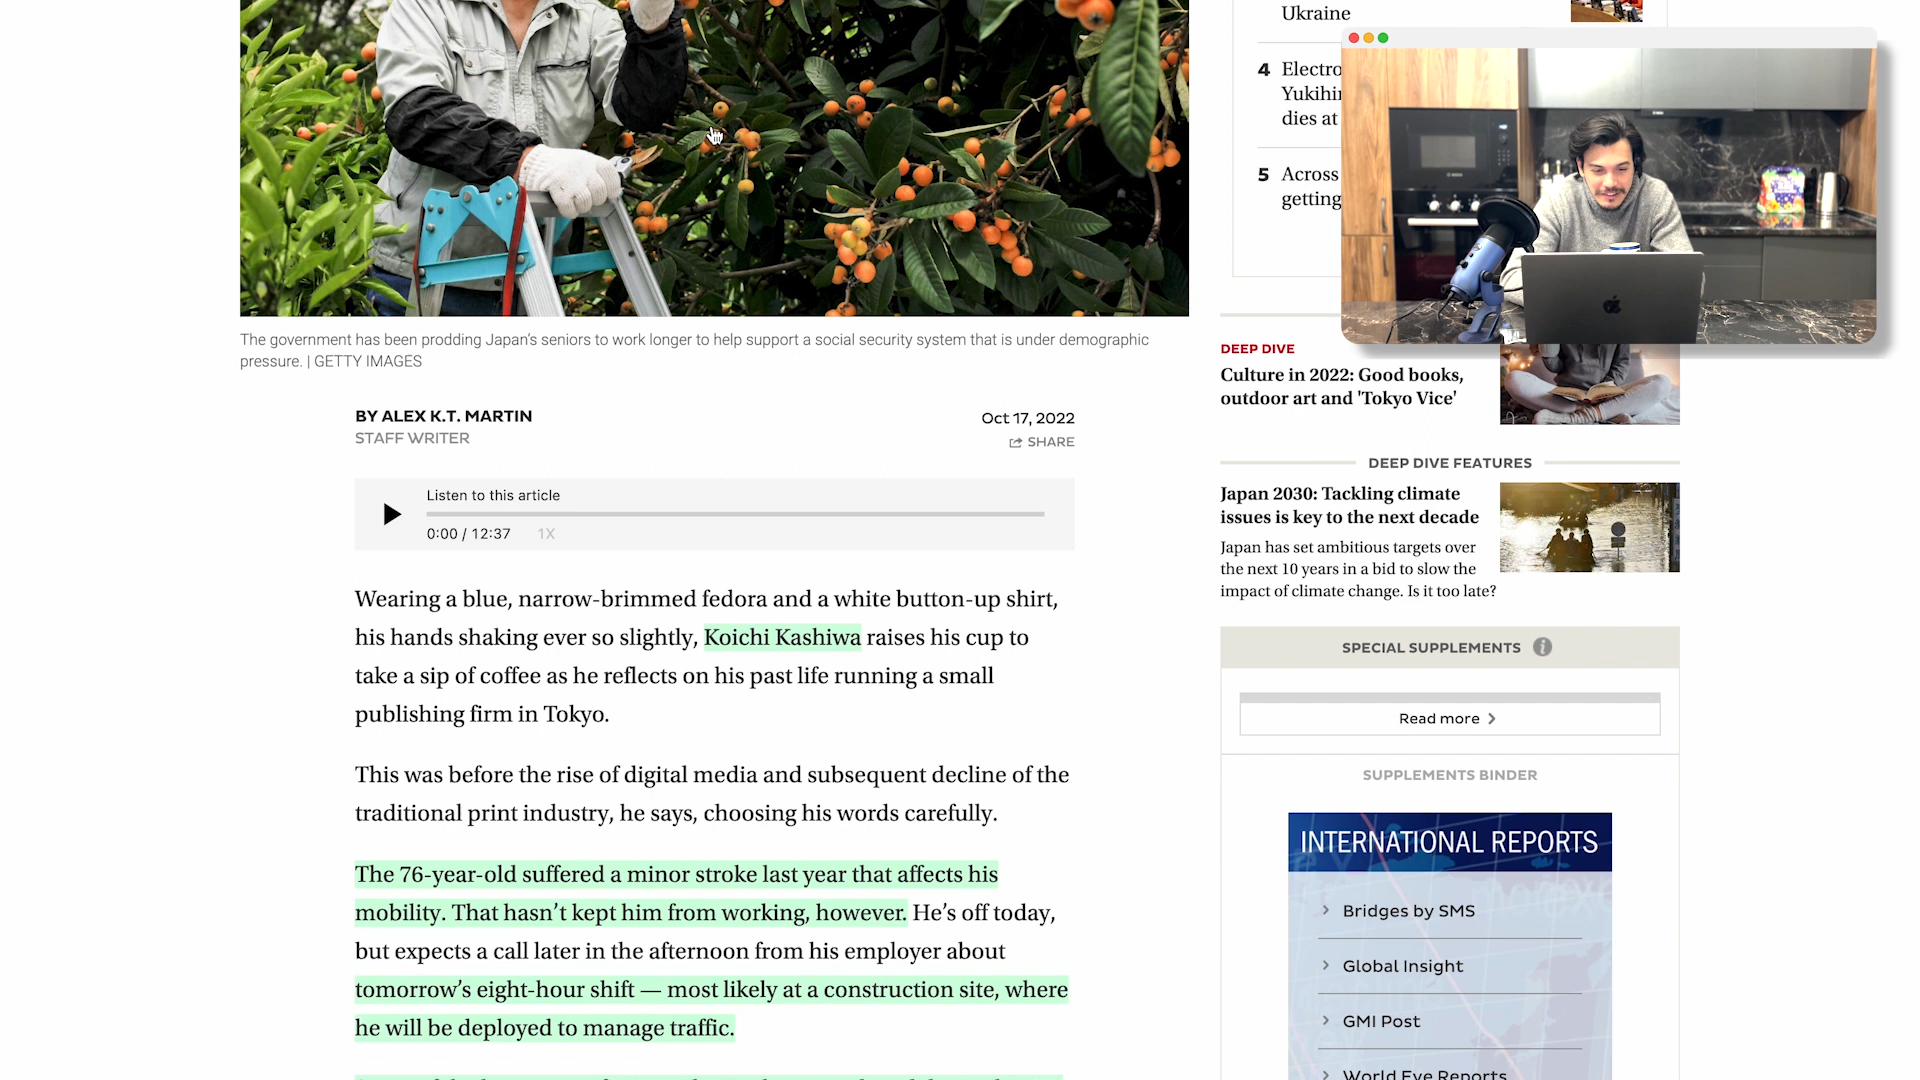 The government has been prodding Japan's seniors to work longer to help support a social security system that is under demographic
pressure. | GETTY IMAGES
BY ALEX K.T. MARTIN
STAFF WRITER
Oct 17, 2022
SHARE
Listen to this article
0:00 / 12:37 1X
Wearing a blue, narrow-brimmed fedora and a white button-up shirt,
his hands shaking ever so slightly, Koichi Kashiwa raises his cup to
take a sip of coffee as he reflects on his past life running a small
publishing firm in Tokyo.
This was before the rise of digital media and subsequent decline of the
traditional print industry, he says, choosing his words carefully.
The 76-year-old suffered a minor stroke last year that affects his
mobility. That hasn't kept him from working, however. He's off today,
but expects a call later in the afternoon from his employer about
tomorrow's eight-hour shift — most likely at a construction site, where
he will be deployed to manage traffic.
Ukraine
4 Electro
Yukihi
dies at
5 Across
getting
DEEP DIVE
Culture in 2022: Good books,
outdoor art and 'Tokyo Vice'
DEEP DIVE FEATURES
Japan 2030: Tackling climate
issues is key to the next decade
Japan has set ambitious targets over
the next 10 years in a bid to slow the
impact of climate change. Is it too late?
SPECIAL SUPPLEMENTS
Read more
SUPPLEMENTS BINDER
INTERNATIONAL REPORTS
Bridges by SMS
Global Insight
GMI Post
World Eye Reports